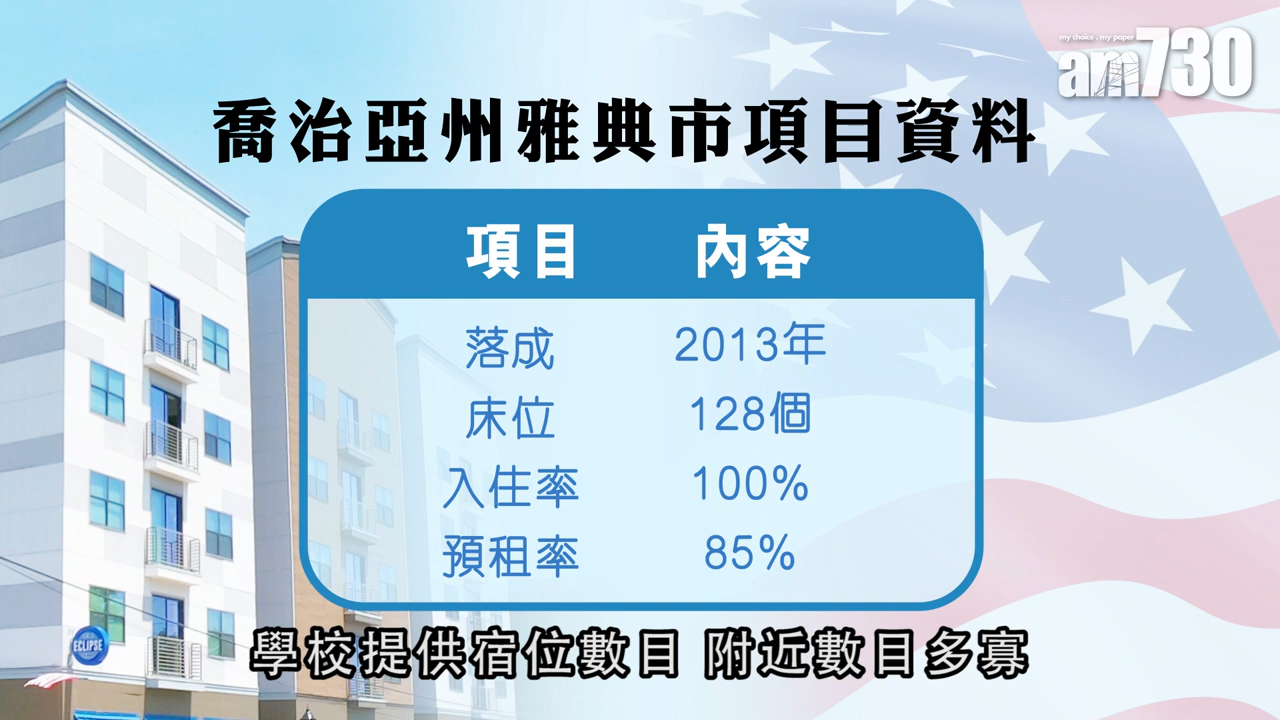 my choice . my paper
am730
喬治亞州雅典市項目資料
項目 內容
落成 2013年
床位 128個
入住率 100%
預租率 85%
ECLIPSE
學校提供宿位數目 附近數目多寡